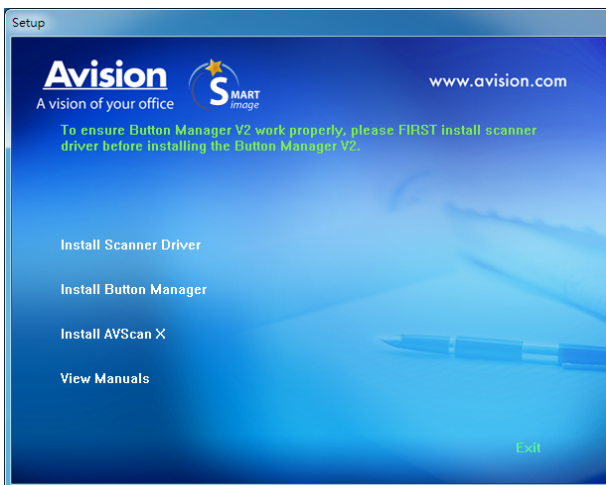 Setup
Avision
A vision of your office
SMART
image
www.avision.com
To ensure Button Manager V2 work properly, please FIRST install scanner
driver before installing the Button Manager V2.
Install Scanner Driver
Install Button Manager
Install AVScan X
View Manuals
Exit